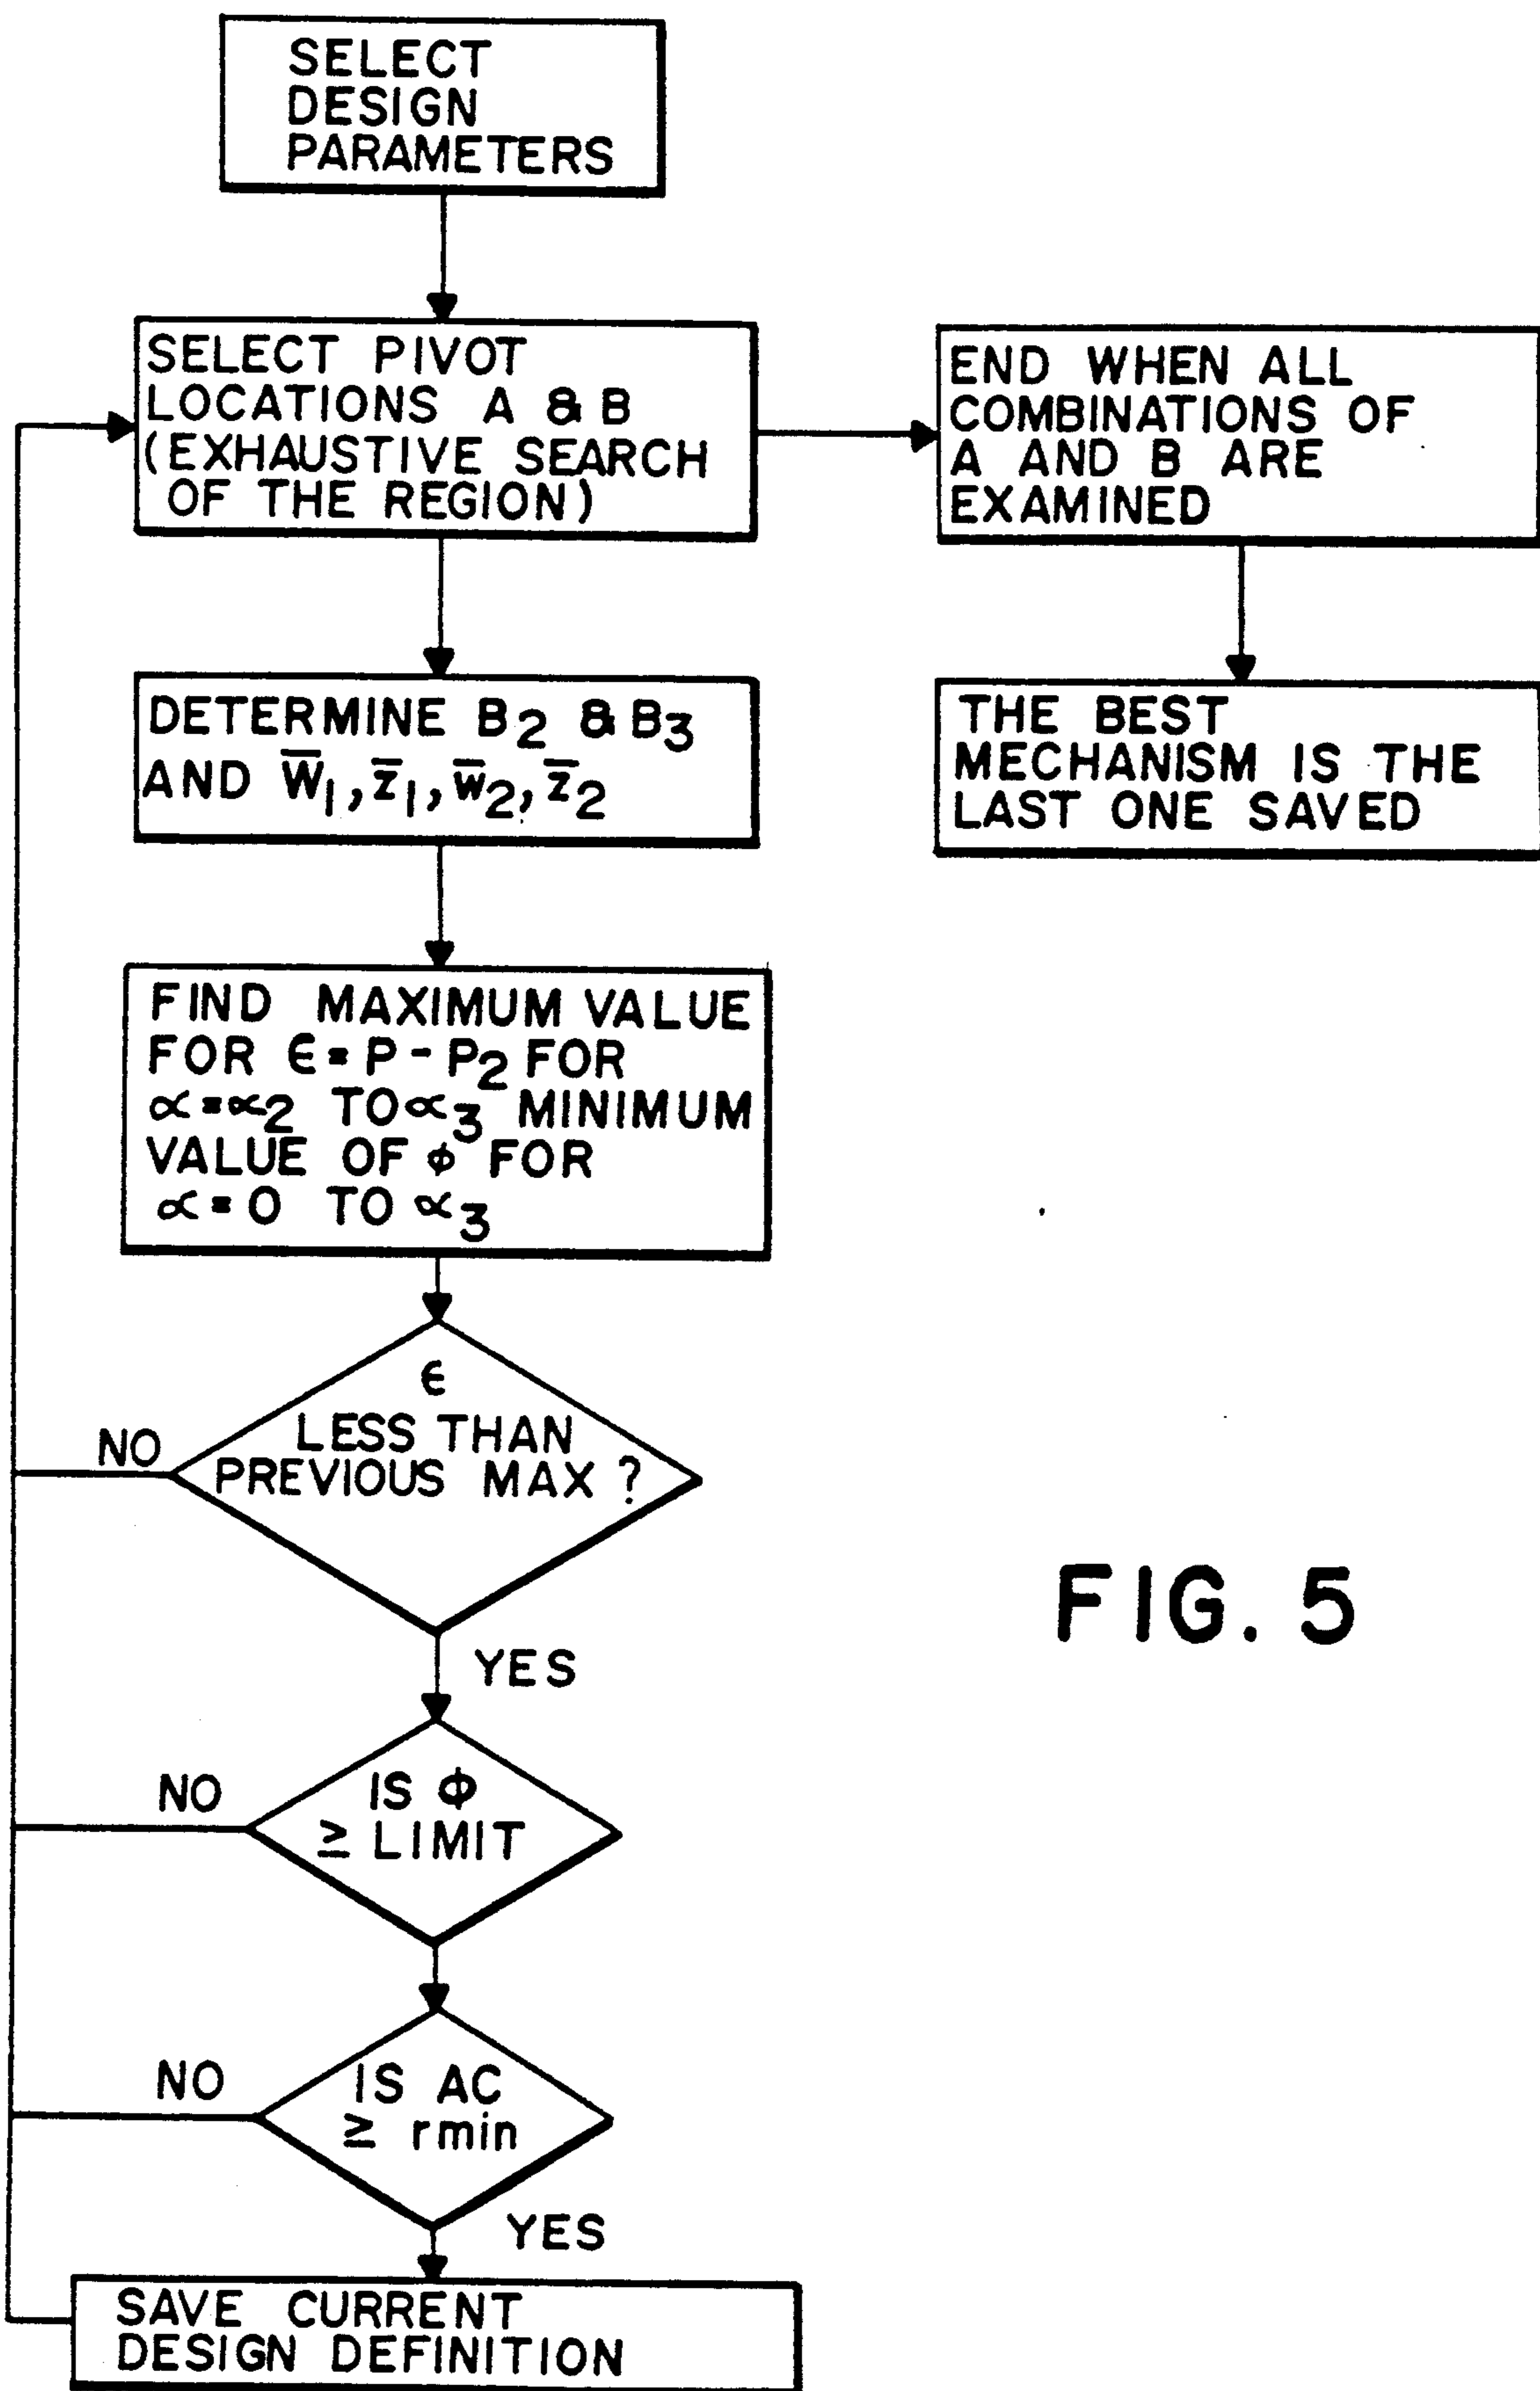 SELECT
DESIGN
PARAMETERS
SELECT PIVOT
LOCATIONS A & B
(EXHAUSTIVE SEARCH
OF THE REGION)
END WHEN ALL
COMBINATIONS OF
A AND B ARE
EXAMINED
DETERMINE B2 & B3
AND W̅1, z̅1, w̅2, z̅2
THE BEST
MECHANISM IS THE
LAST ONE SAVED
FIND MAXIMUM VALUE
FOR ϵ = P - P2 FOR
∝ = ∝2 TO ∝3 MINIMUM
VALUE OF ϕ FOR
∝ = 0 TO ∝3
ϵ
LESS THAN
PREVIOUS MAX ?
NO
YES
IS ϕ
≥ LIMIT
NO
IS AC
≥ rmin
NO
YES
SAVE CURRENT
DESIGN DEFINITION
FIG. 5